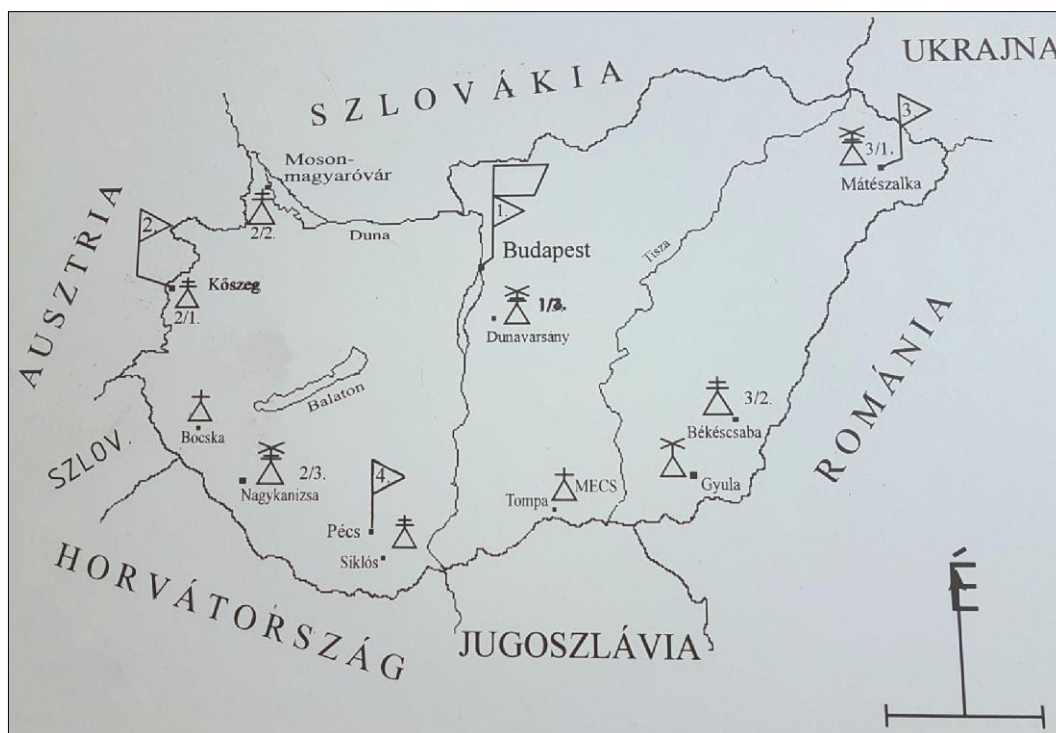 UKRAJNA
SZLOVÁKIA
3.
3/1.
Mátészalka
Moson-
magyaróvár
2/2.
Duna
1.
Budapest
2.
AUSZTRIA
Kőszeg
2/1.
Tisza
Dunavarsány
ROMÁNIA
Balaton
3/2.
Békéscsaba
Bocska
SZLOV.
2/3.
Nagykanizsa
4.
Gyula
MECS
Tompa
Pécs
Siklós
HORVÁTORSZÁG
JUGOSZLÁVIA
É